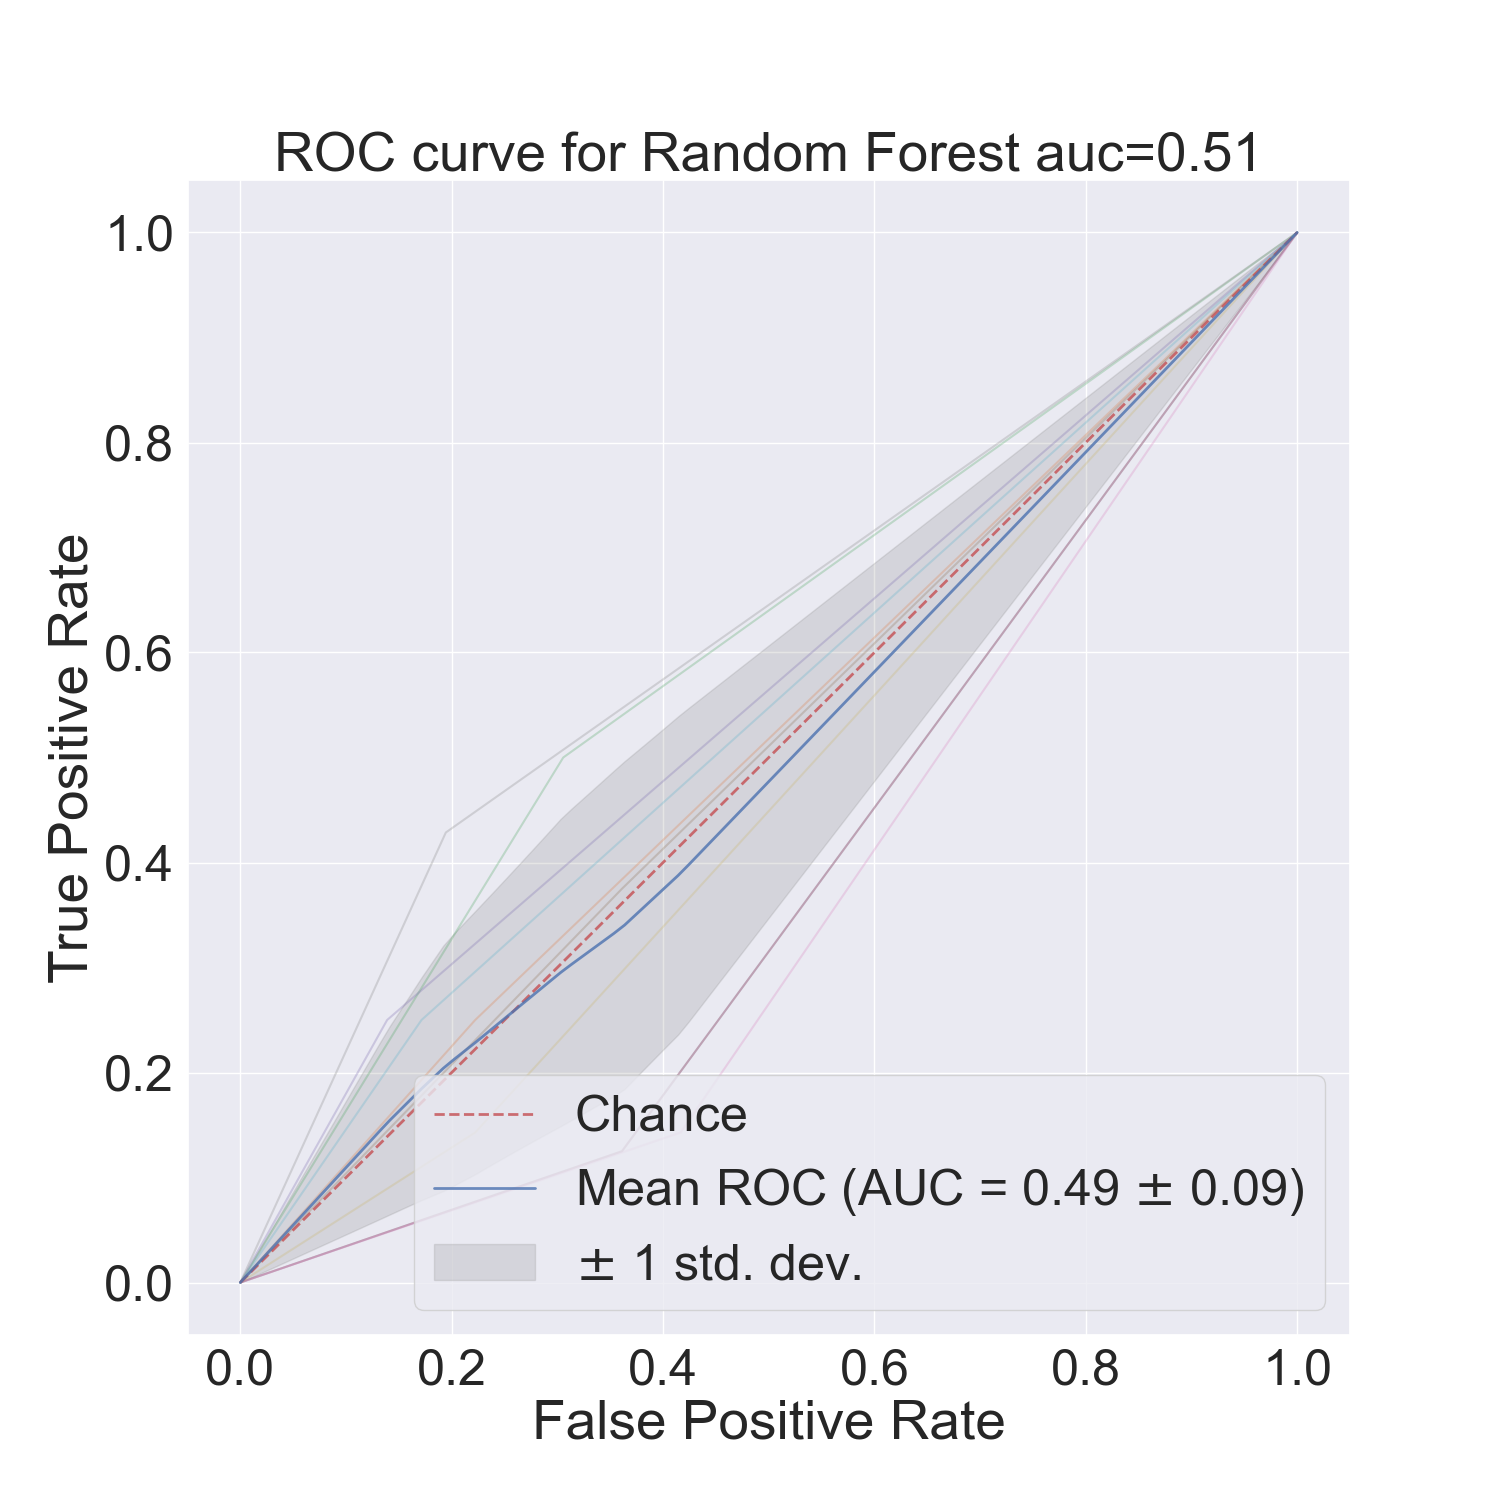 ROC curve for Random Forest auc=0.51
True Positive Rate
1.0
0.8
0.6
0.4
0.2
0.0
Chance
Mean ROC (AUC = 0.49 ± 0.09)
± 1 std. dev.
0.0 0.2 0.4 0.6 0.8 1.0
False Positive Rate